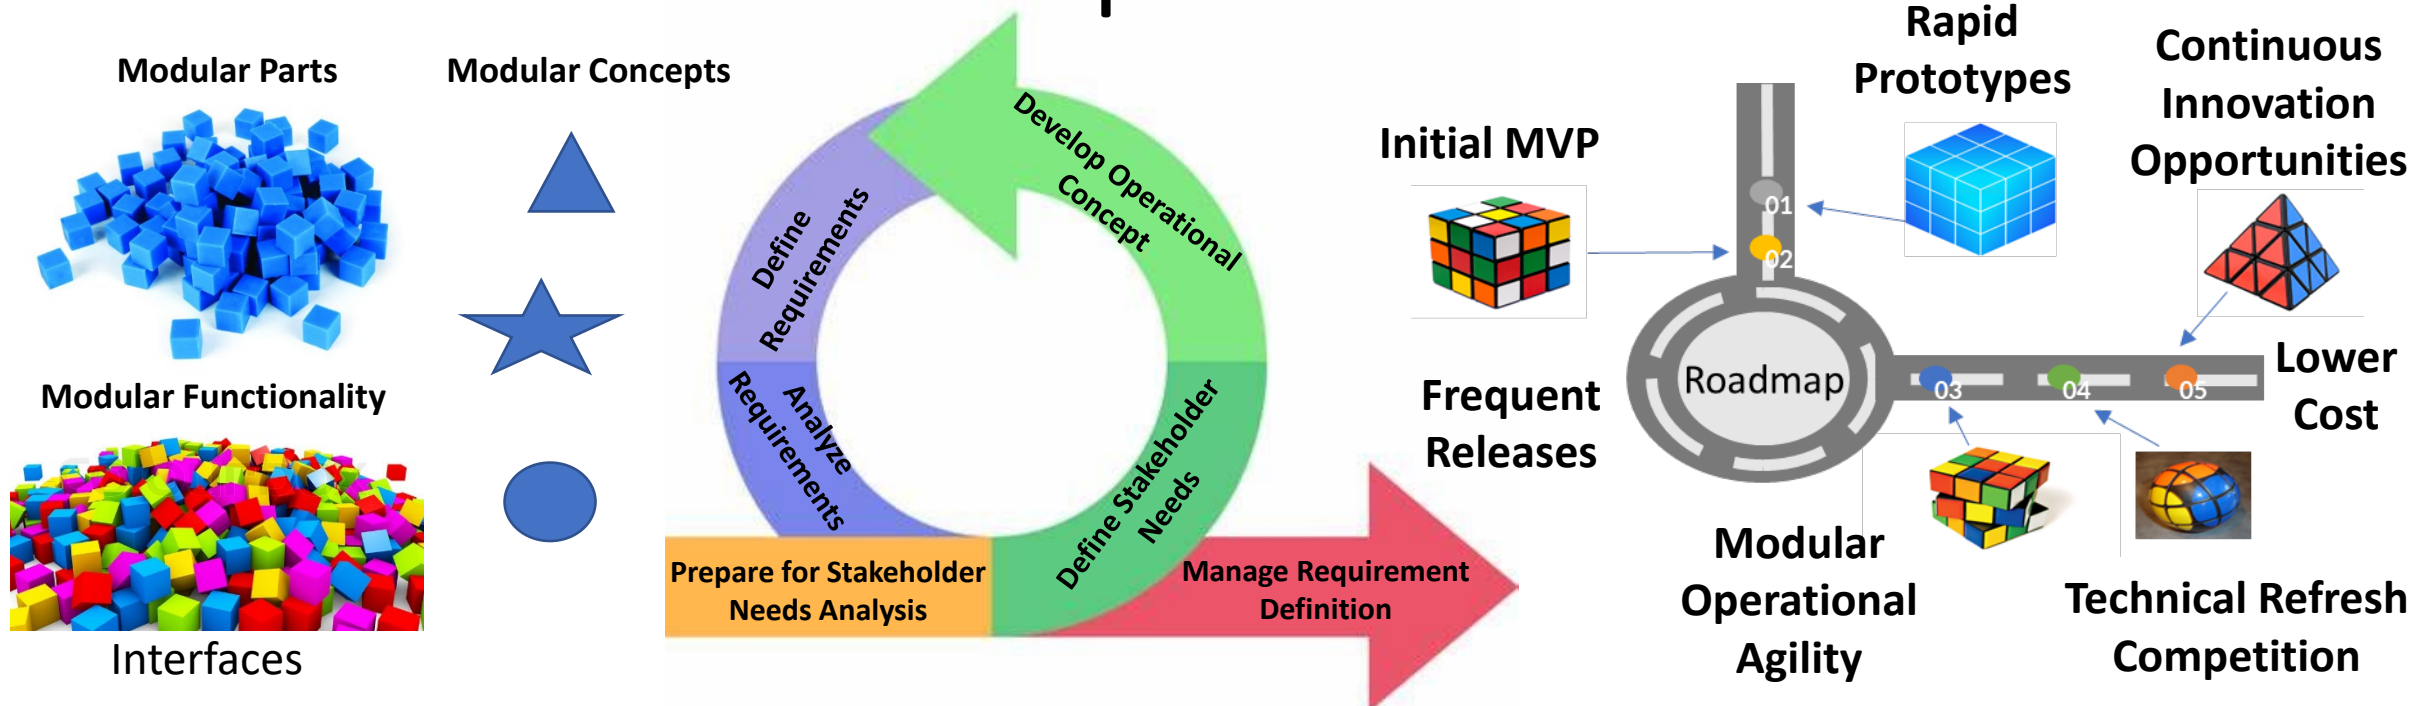 Modular Parts
Modular Concepts
Modular Functionality
Interfaces
Develop Operational
Concept
Define
Requirements
Analyze
Requirements
Define Stakeholder
Needs
Prepare for Stakeholder
Needs Analysis
Manage Requirement
Definition
Initial MVP
Frequent
Releases
Rapid
Prototypes
Continuous
Innovation
Opportunities
01
02
Roadmap
03
04
05
Lower
Cost
Modular
Operational
Agility
Technical Refresh
Competition